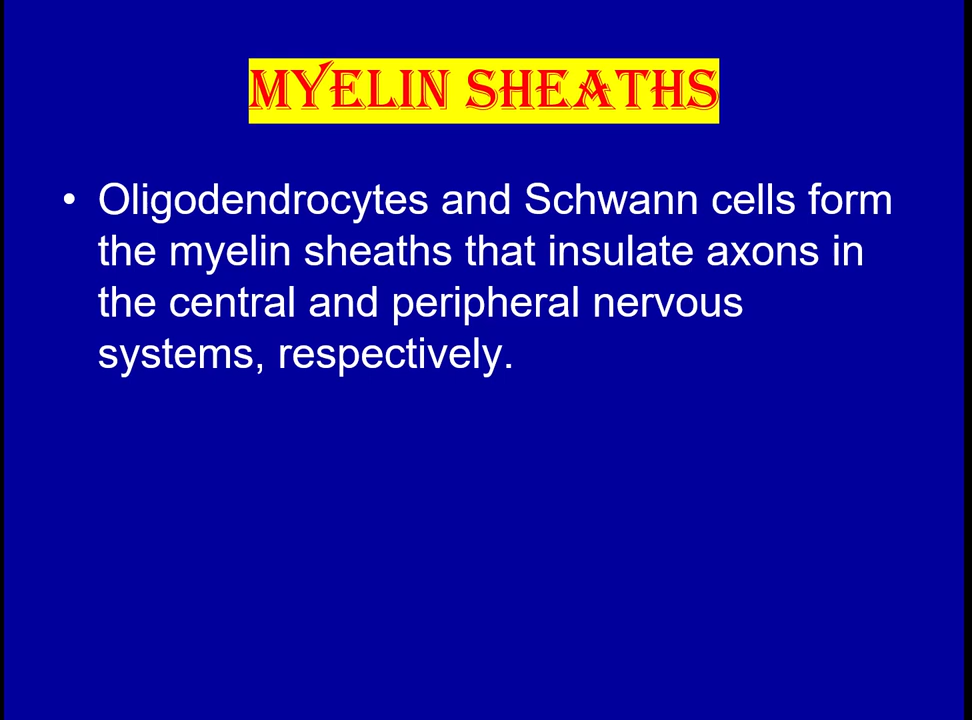 MYELIN SHEATHS
• Oligodendrocytes and Schwann cells form
the myelin sheaths that insulate axons in
the central and peripheral nervous
systems, respectively.